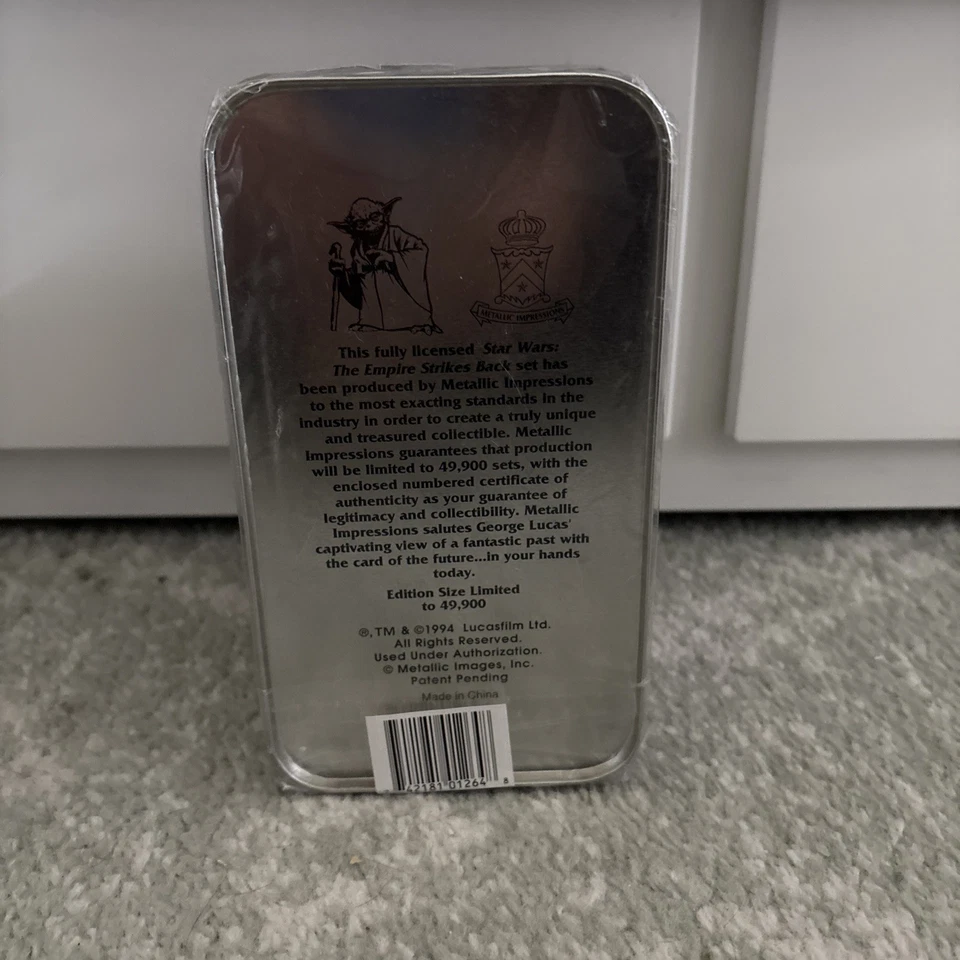 METALLIC IMPRESSIONS
This fully licensed Star Wars:
The Empire Strikes Back set has
been produced by Metallic Impressions
to the most exacting standards in the
Industry in order to create a truly unique
and treasured collectible. Metallic
Impressions guarantees that production
will be limited to 49,900 sets, with the
enclosed numbered certificate of
authenticity as your guarantee of
legitimacy and collectibility. Metallic
Impressions salutes George Lucas'
captivating view of a fantastic past with
the card of the future...in your hands
today.
Edition Size Limited
to 49,900
®, TM & ©1994 Lucasfilm Ltd.
All Rights Reserved.
Used Under Authorization.
© Metallic Images, Inc.
Patent Pending
Made in China
42181 01264 8